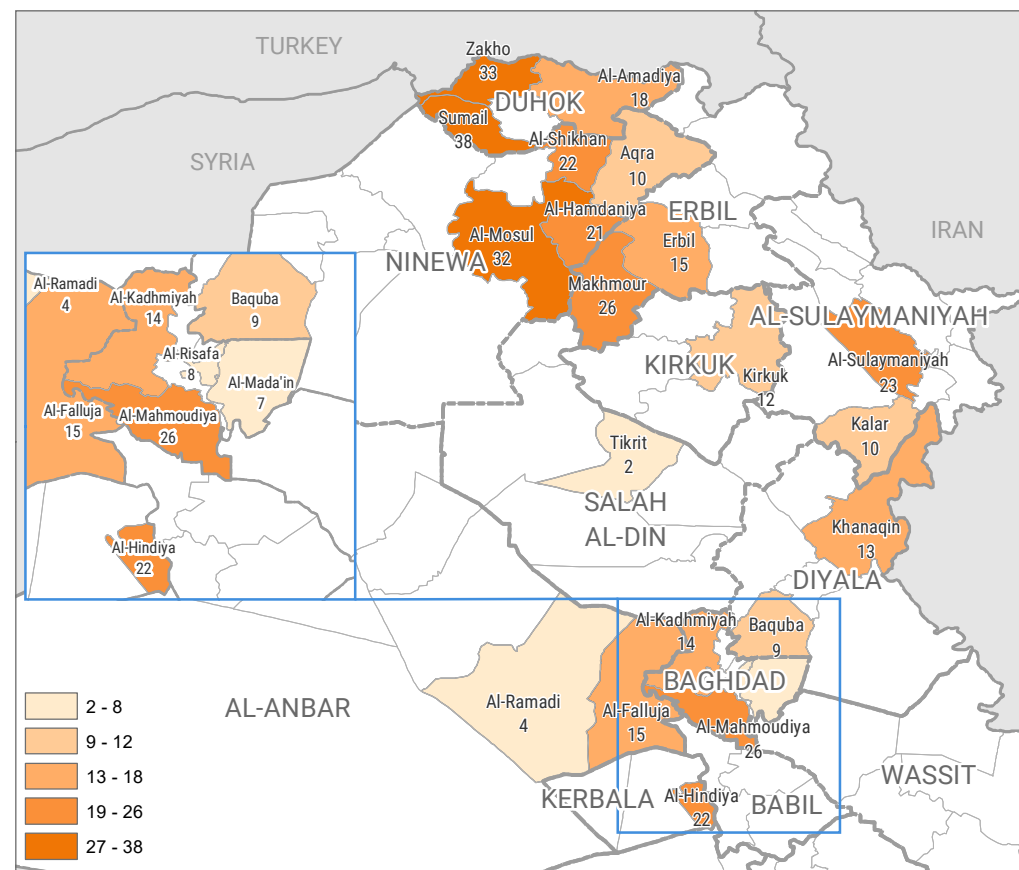 TURKEY
Zakho
33
Al-Amadiya
18
DUHOK
Sumail
38
Al-Shikhan
22
Aqra
10
SYRIA
Al-Hamdaniya
21
ERBIL
Erbil
15
IRAN
Al-Mosul
32
NINEWA
Makhmour
26
AL-SULAYMANIYAH
Al-Sulaymaniyah
23
KIRKUK
Kirkuk
12
Kalar
10
Tikrit
2
SALAH
AL-DIN
Khanaqin
13
DIYALA
Al-Ramadi
4
Al-Kadhmiyah
14
Baquba
9
Al-Risafa
8
Al-Mada'in
7
Al-Falluja
15
Al-Mahmoudiya
26
Al-Hindiya
22
Al-Kadhmiyah
14
Baquba
9
BAGHDAD
Al-Ramadi
4
Al-Falluja
15
Al-Mahmoudiya
26
AL-ANBAR
WASSIT
KERBALA
Al-Hindiya
22
BABIL
2 - 8
9 - 12
13 - 18
19 - 26
27 - 38